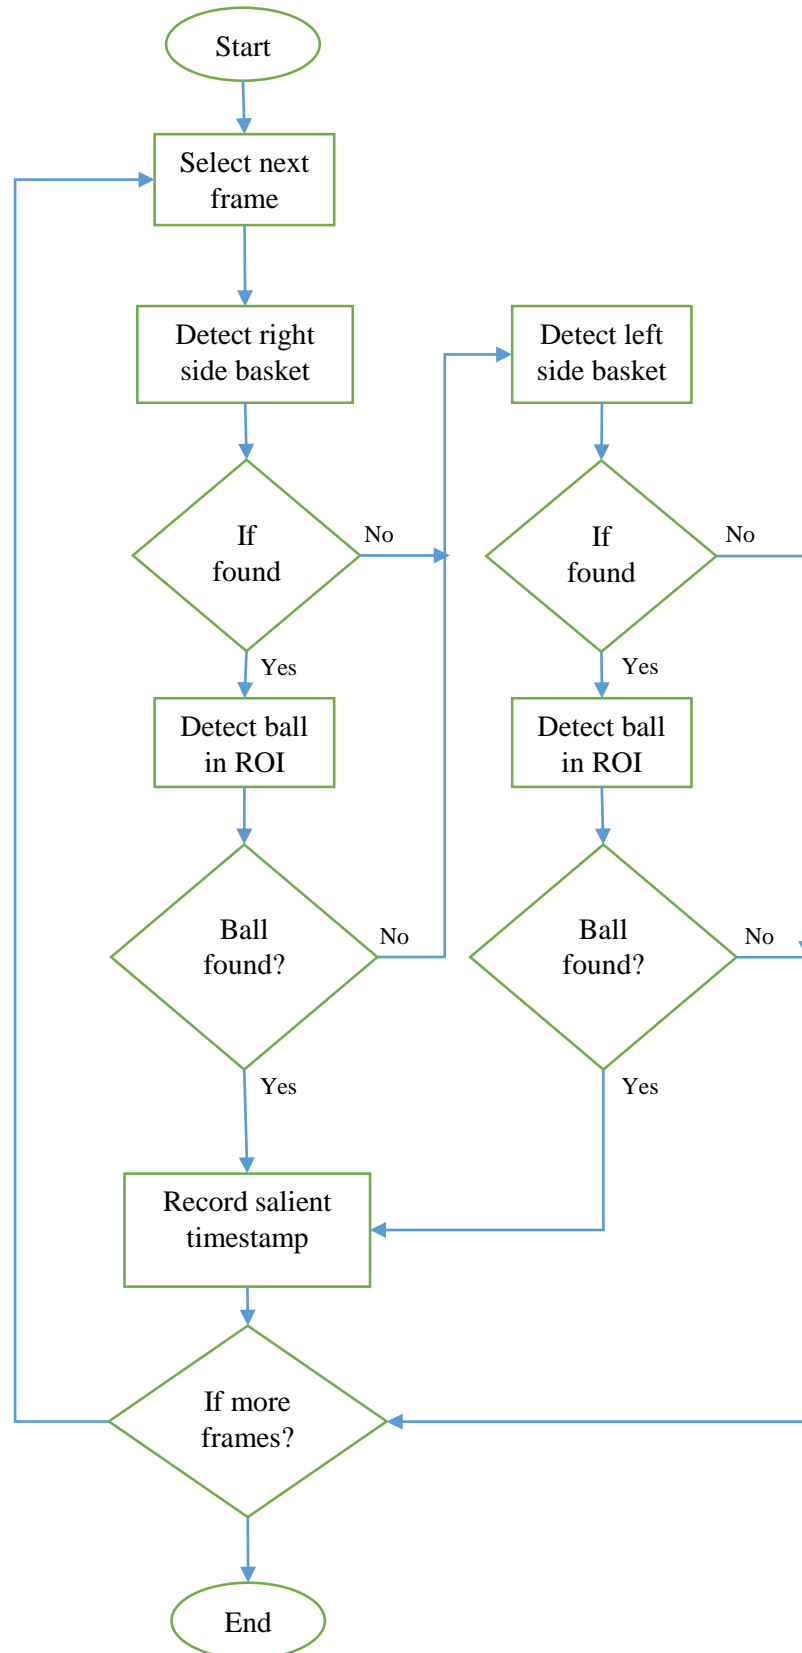 Start
Select next
frame
Detect right
side basket
Detect left
side basket
If
found
No
If
found
No
Yes
Yes
Detect ball
in ROI
Detect ball
in ROI
Ball
found?
No
Ball
found?
No
Yes
Yes
Record salient
timestamp
If more
frames?
End